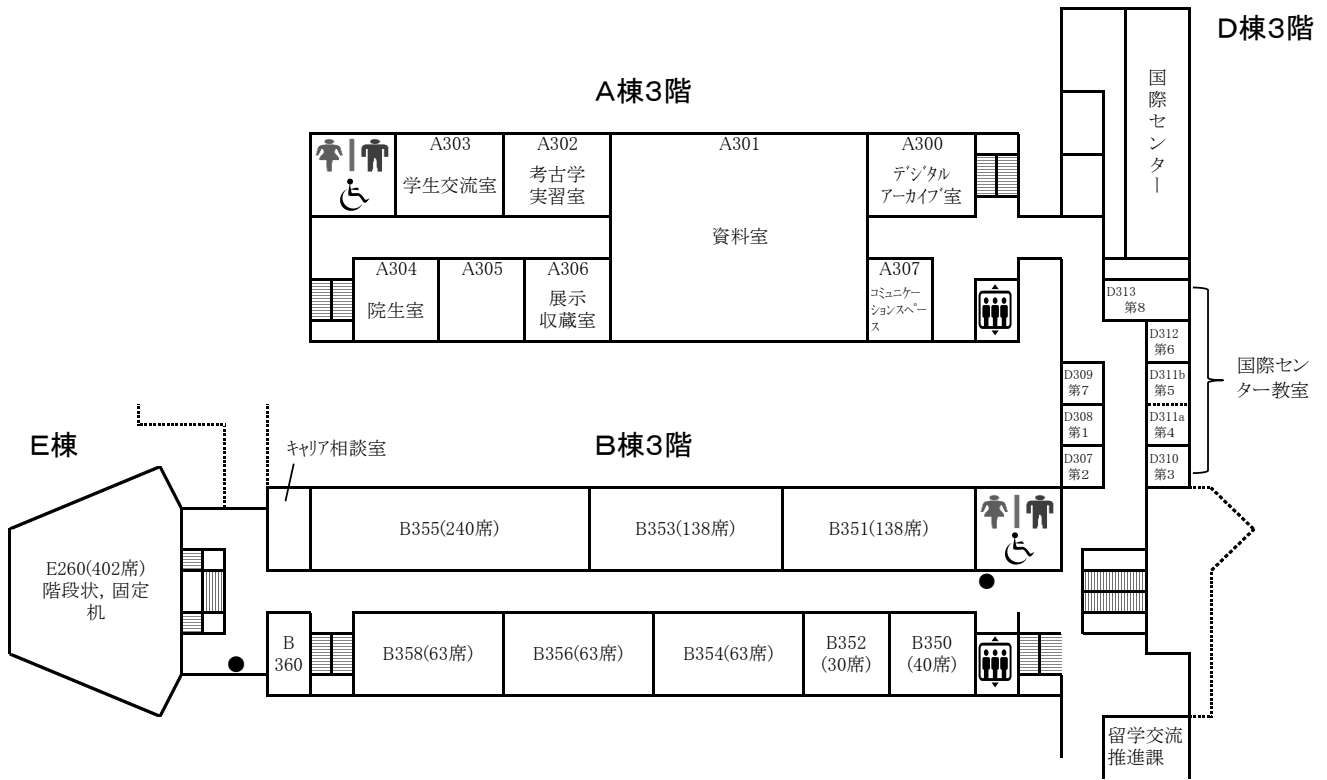 D棟3階
国際センター
A棟3階
A303
学生交流室
A302
考古学
実習室
A301
資料室
A300
デジタル
アーカイブ室
A304
院生室
A305
A306
展示
収蔵室
A307
コミュニケー
ションスペー
ス
D313
第8
D312
第6
D311b
第5
D311a
第4
D310
第3
D309
第7
D308
第1
D307
第2
国際セン
ター教室
E棟
キャリア相談室
B棟3階
B355(240席)
B353(138席)
B351(138席)
E260(402席)
階段状, 固定
机
B
360
B358(63席)
B356(63席)
B354(63席)
B352
(30席)
B350
(40席)
留学交流
推進課